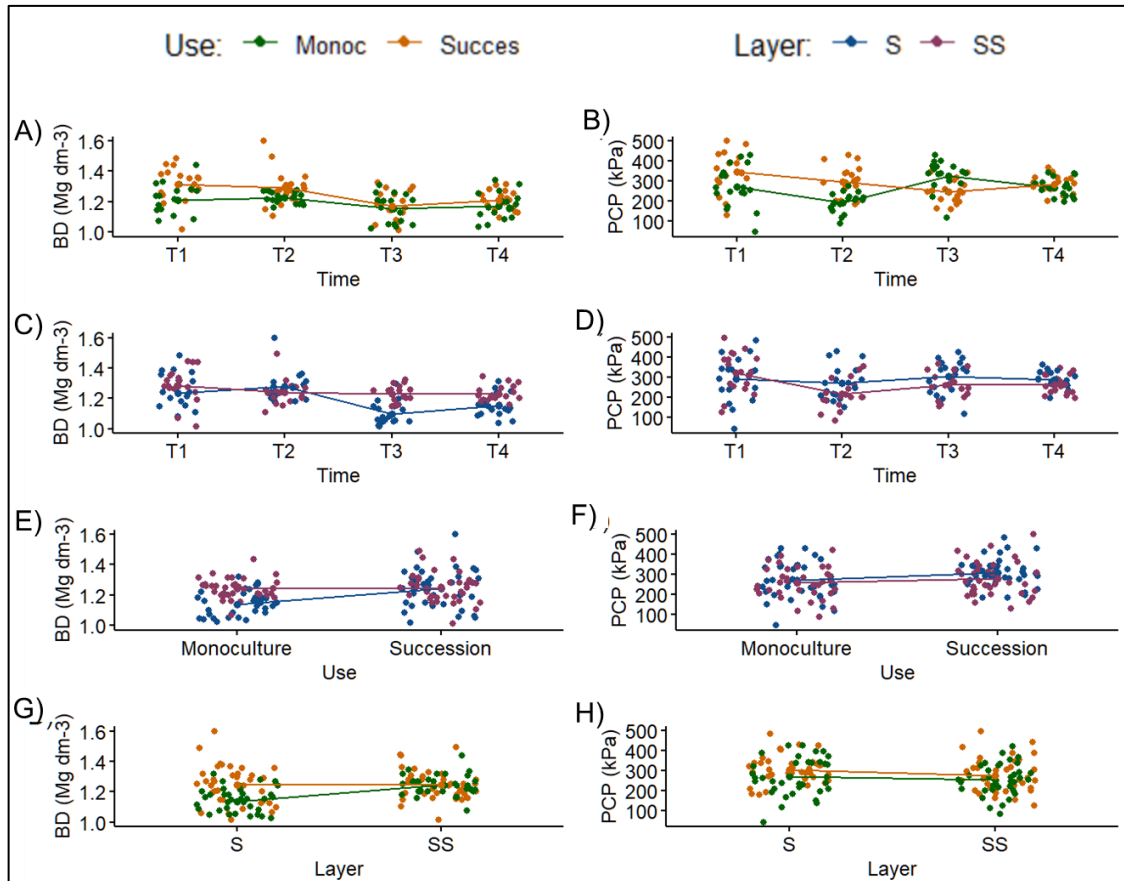 Use: Monoc Succes
Layer: S SS
A)
BD (Mg dm-3)
1.6
1.4
1.2
1.0
T1 T2 T3 T4
Time
B)
PCP (kPa)
500
400
300
200
100
T1 T2 T3 T4
Time
C)
BD (Mg dm-3)
1.6
1.4
1.2
1.0
T1 T2 T3 T4
Time
D)
PCP (kPa)
500
400
300
200
100
T1 T2 T3 T4
Time
E)
BD (Mg dm-3)
1.6
1.4
1.2
1.0
Monoculture Succession
Use
F)
PCP (kPa)
500
400
300
200
100
Monoculture Succession
Use
G)
BD (Mg dm-3)
1.6
1.4
1.2
1.0
S SS
Layer
H)
PCP (kPa)
500
400
300
200
100
S SS
Layer